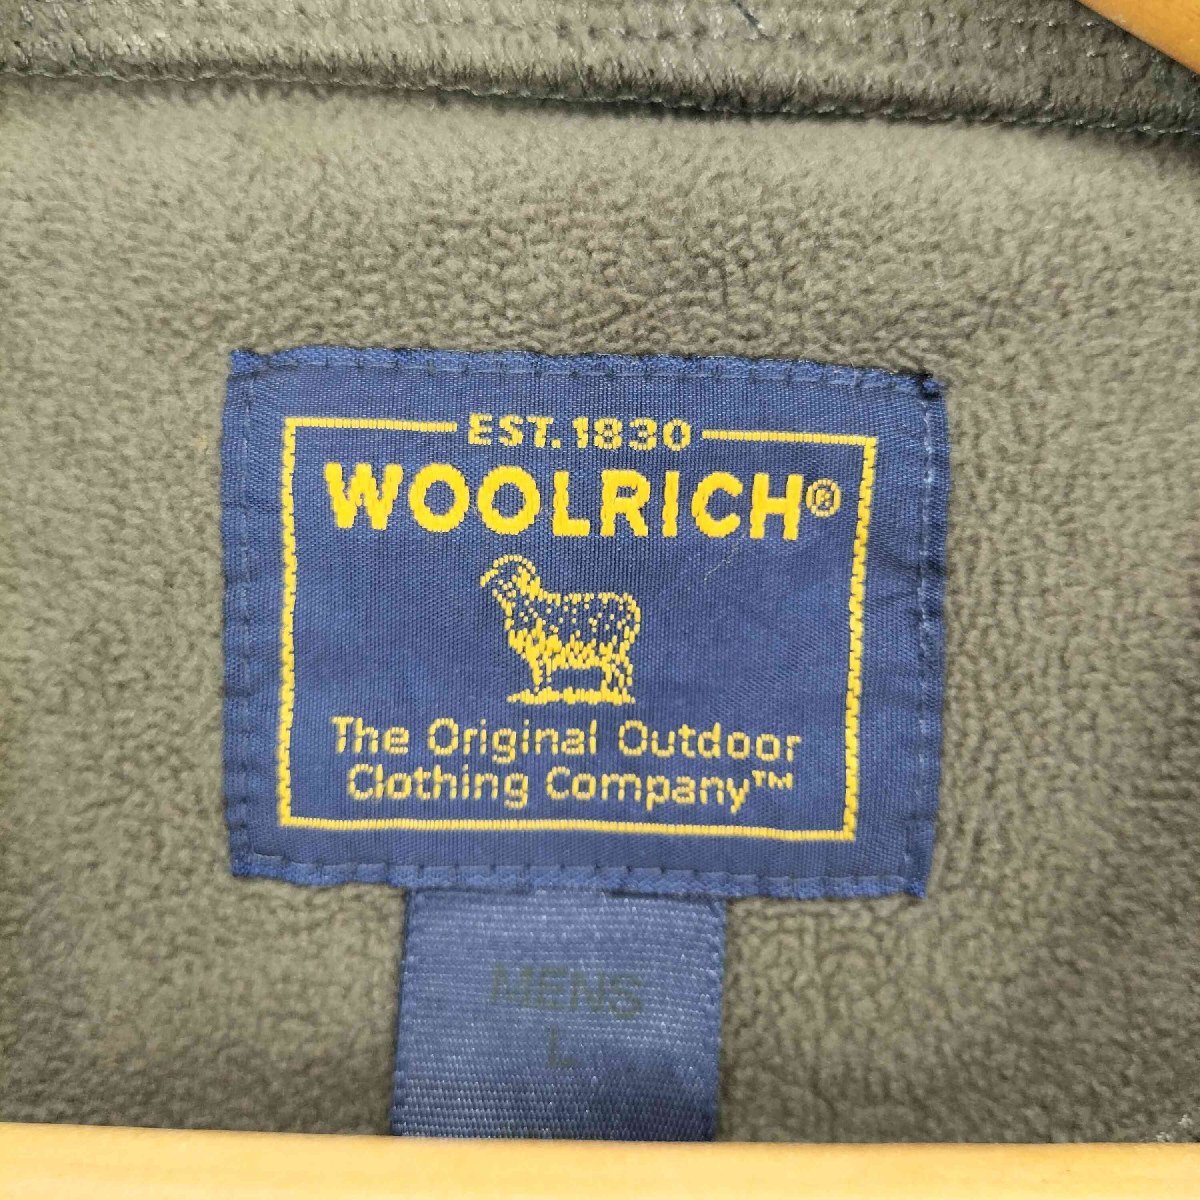 EST. 1830
WOOLRICH®
The Original Outdoor
Clothing Company™
MENS
L